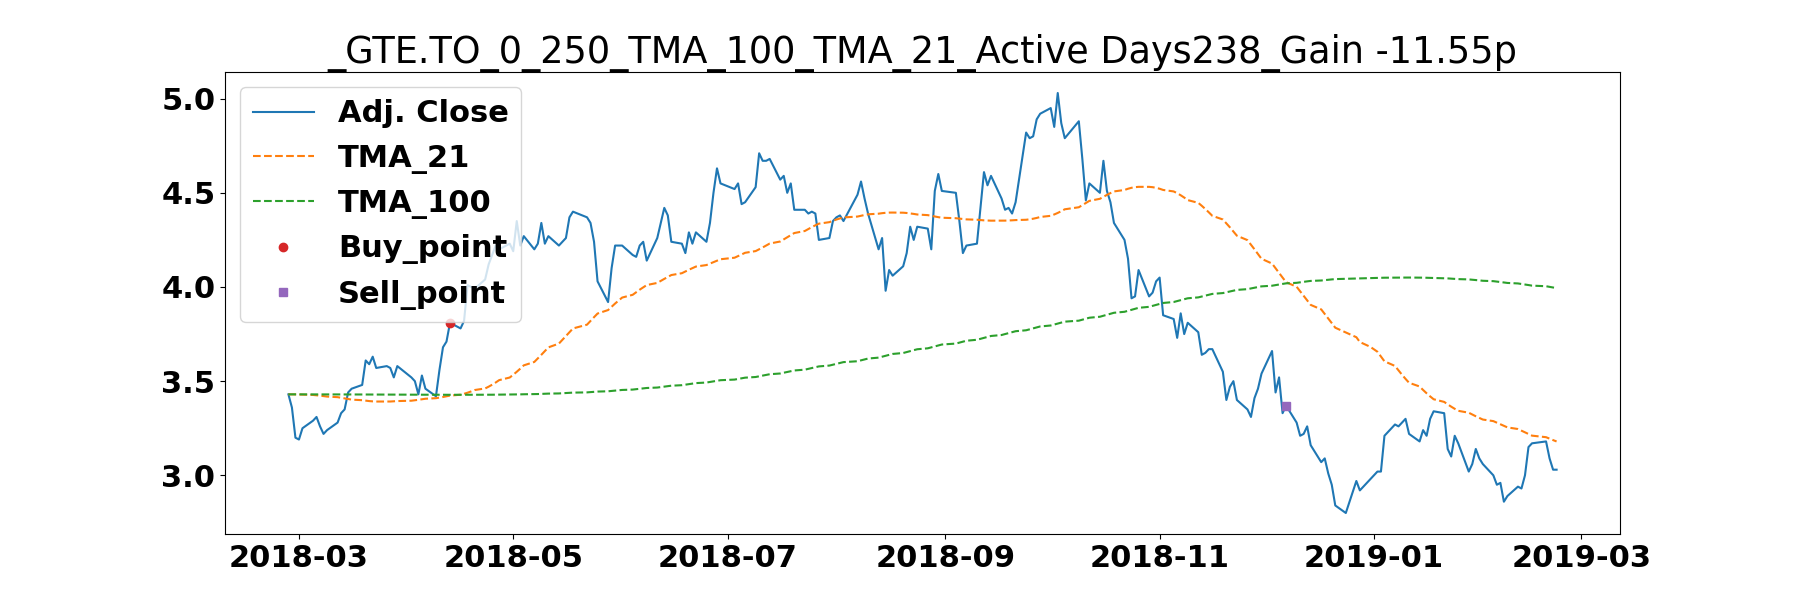 _GTE.TO_0_250_TMA_100_TMA_21_Active Days238_Gain -11.55p
5.0
4.5
4.0
3.5
3.0
Adj. Close
TMA_21
TMA_100
Buy_point
Sell_point
2018-03 2018-05 2018-07 2018-09 2018-11 2019-01 2019-03